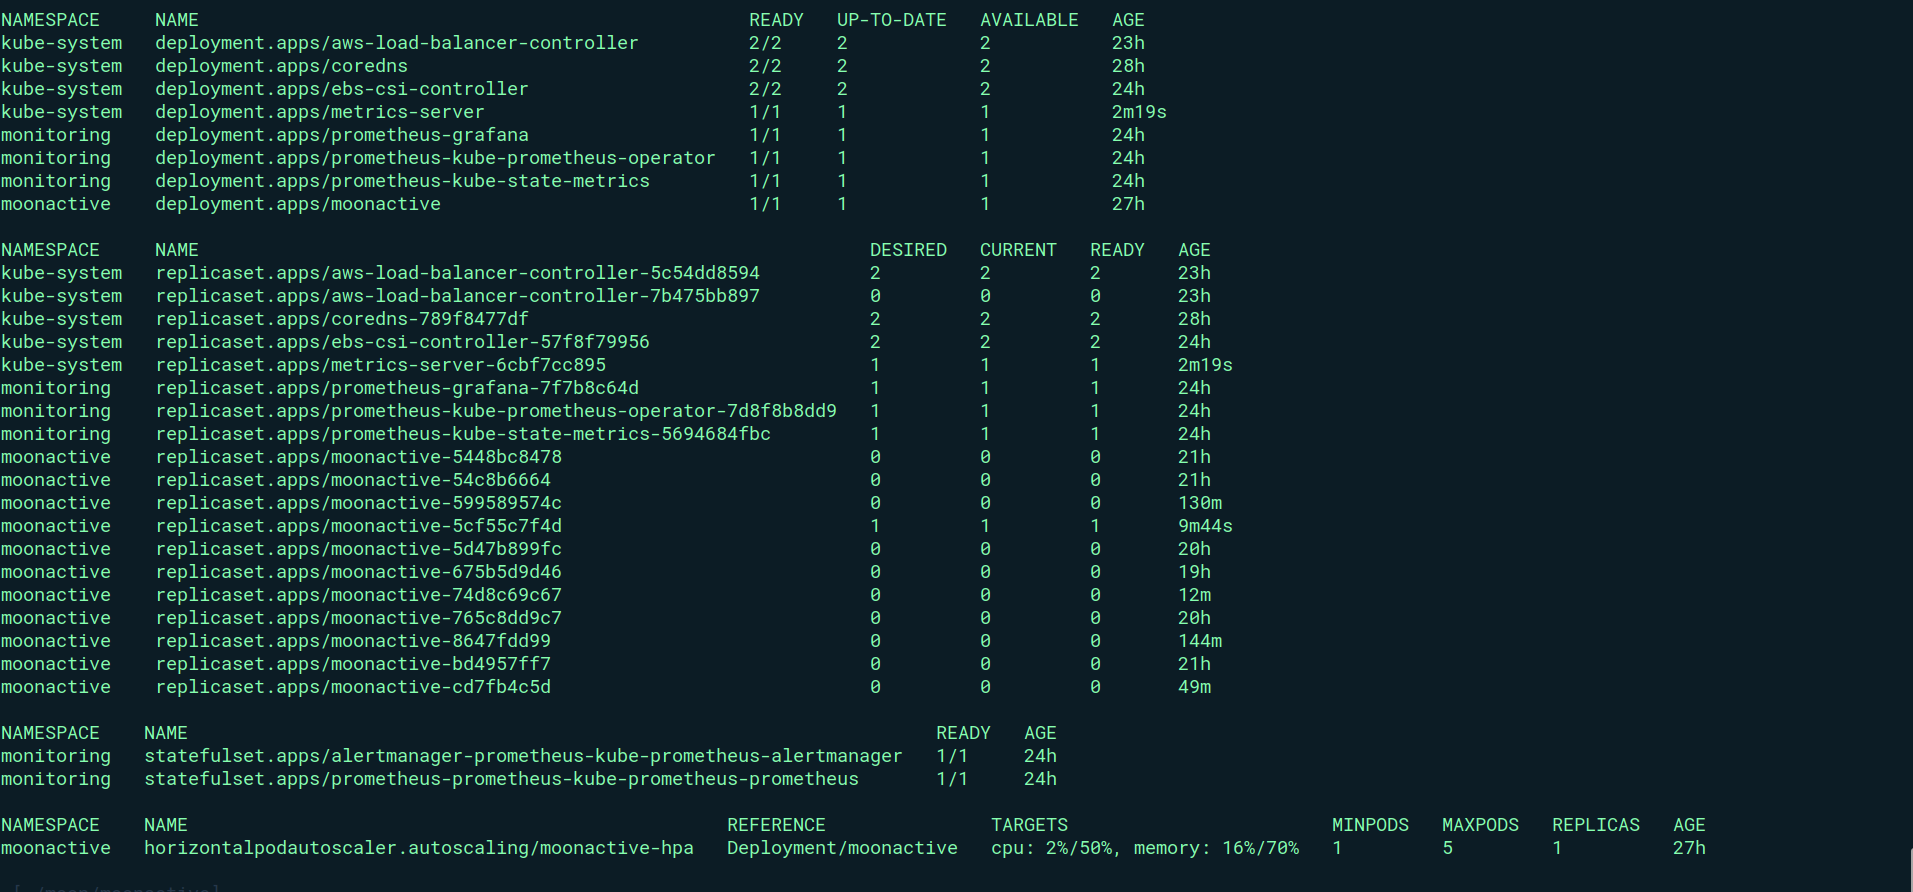 NAMESPACE NAME READY UP-TO-DATE AVAILABLE AGE
kube-system deployment.apps/aws-load-balancer-controller 2/2 2 2 23h
kube-system deployment.apps/coredns 2/2 2 2 28h
kube-system deployment.apps/ebs-csi-controller 2/2 2 2 24h
kube-system deployment.apps/metrics-server 1/1 1 1 2m19s
monitoring deployment.apps/prometheus-grafana 1/1 1 1 24h
monitoring deployment.apps/prometheus-kube-prometheus-operator 1/1 1 1 24h
monitoring deployment.apps/prometheus-kube-state-metrics 1/1 1 1 24h
moonactive deployment.apps/moonactive 1/1 1 1 27h
NAMESPACE NAME DESIRED CURRENT READY AGE
kube-system replicaset.apps/aws-load-balancer-controller-5c54dd8594 2 2 2 23h
kube-system replicaset.apps/aws-load-balancer-controller-7b475bb897 0 0 0 23h
kube-system replicaset.apps/coredns-789f8477df 2 2 2 28h
kube-system replicaset.apps/ebs-csi-controller-57f8f79956 2 2 2 24h
kube-system replicaset.apps/metrics-server-6cbf7cc895 1 1 1 2m19s
monitoring replicaset.apps/prometheus-grafana-7f7b8c64d 1 1 1 24h
monitoring replicaset.apps/prometheus-kube-prometheus-operator-7d8f8b8dd9 1 1 1 24h
monitoring replicaset.apps/prometheus-kube-state-metrics-5694684fbc 1 1 1 24h
moonactive replicaset.apps/moonactive-5448bc8478 0 0 0 21h
moonactive replicaset.apps/moonactive-54c8b6664 0 0 0 21h
moonactive replicaset.apps/moonactive-599589574c 0 0 0 130m
moonactive replicaset.apps/moonactive-5cf55c7f4d 1 1 1 9m44s
moonactive replicaset.apps/moonactive-5d47b899fc 0 0 0 20h
moonactive replicaset.apps/moonactive-675b5d9d46 0 0 0 19h
moonactive replicaset.apps/moonactive-74d8c69c67 0 0 0 12m
moonactive replicaset.apps/moonactive-765c8dd9c7 0 0 0 20h
moonactive replicaset.apps/moonactive-8647fdd99 0 0 0 144m
moonactive replicaset.apps/moonactive-bd4957ff7 0 0 0 21h
moonactive replicaset.apps/moonactive-cd7fb4c5d 0 0 0 49m
NAMESPACE NAME READY AGE
monitoring statefulset.apps/alertmanager-prometheus-kube-prometheus-alertmanager 1/1 24h
monitoring statefulset.apps/prometheus-prometheus-kube-prometheus-prometheus 1/1 24h
NAMESPACE NAME REFERENCE TARGETS MINPODS MAXPODS REPLICAS AGE
moonactive horizontalpodautoscaler.autoscaling/moonactive-hpa Deployment/moonactive cpu: 2%/50%, memory: 16%/70% 1 5 1 27h